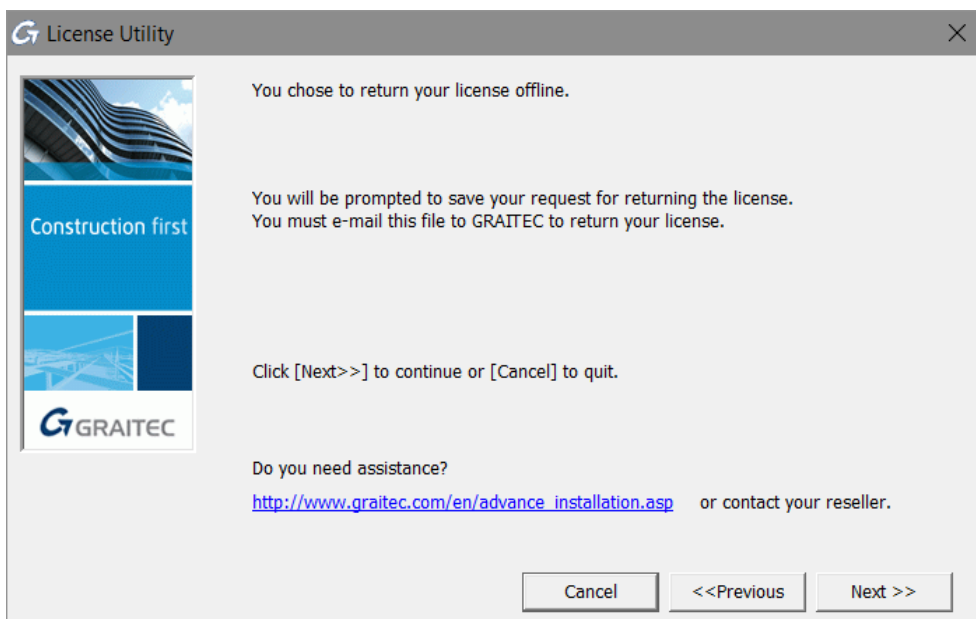 License Utility
You chose to return your license offline.
You will be prompted to save your request for returning the license.
You must e-mail this file to GRAITEC to return your license.
Construction first
Click [Next>>] to continue or [Cancel] to quit.
GRAITEC
Do you need assistance?
http://www.graitec.com/en/advance_installation.asp or contact your reseller.
Cancel <<Previous Next >>